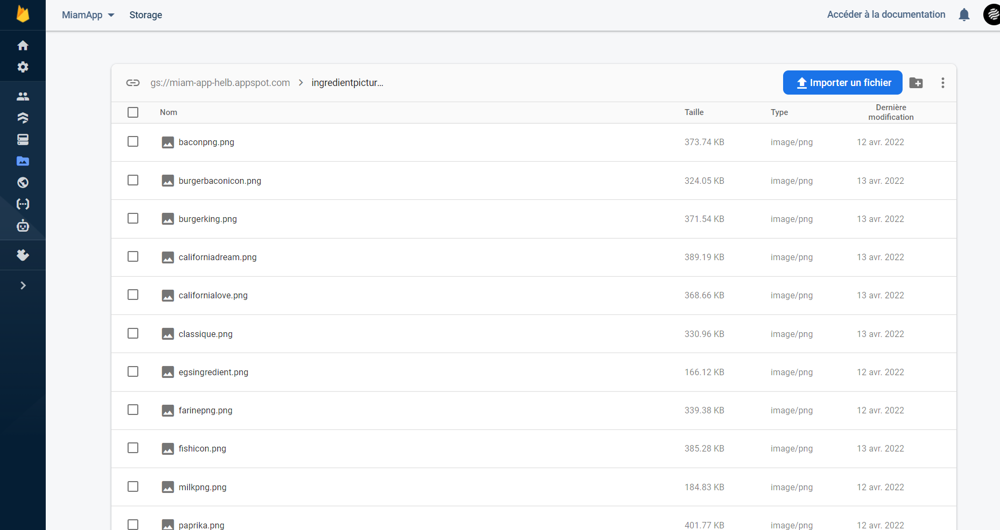 MiamApp Storage Accéder à la documentation
gs://miam-app-helb.appspot.com ingredientpictur... Importer un fichier
Nom Taille Type Dernière modification
baconpng.png 373.74 KB image/png 12 avr. 2022
burgerbaconicon.png 324.05 KB image/png 13 avr. 2022
burgerking.png 371.54 KB image/png 13 avr. 2022
californiadream.png 389.19 KB image/png 13 avr. 2022
californialove.png 368.66 KB image/png 13 avr. 2022
classique.png 330.96 KB image/png 13 avr. 2022
egsingredient.png 166.12 KB image/png 12 avr. 2022
farinepng.png 339.38 KB image/png 12 avr. 2022
fishicon.png 385.28 KB image/png 13 avr. 2022
milkpng.png 184.83 KB image/png 12 avr. 2022
paprika.png 401.77 KB image/png 12 avr. 2022